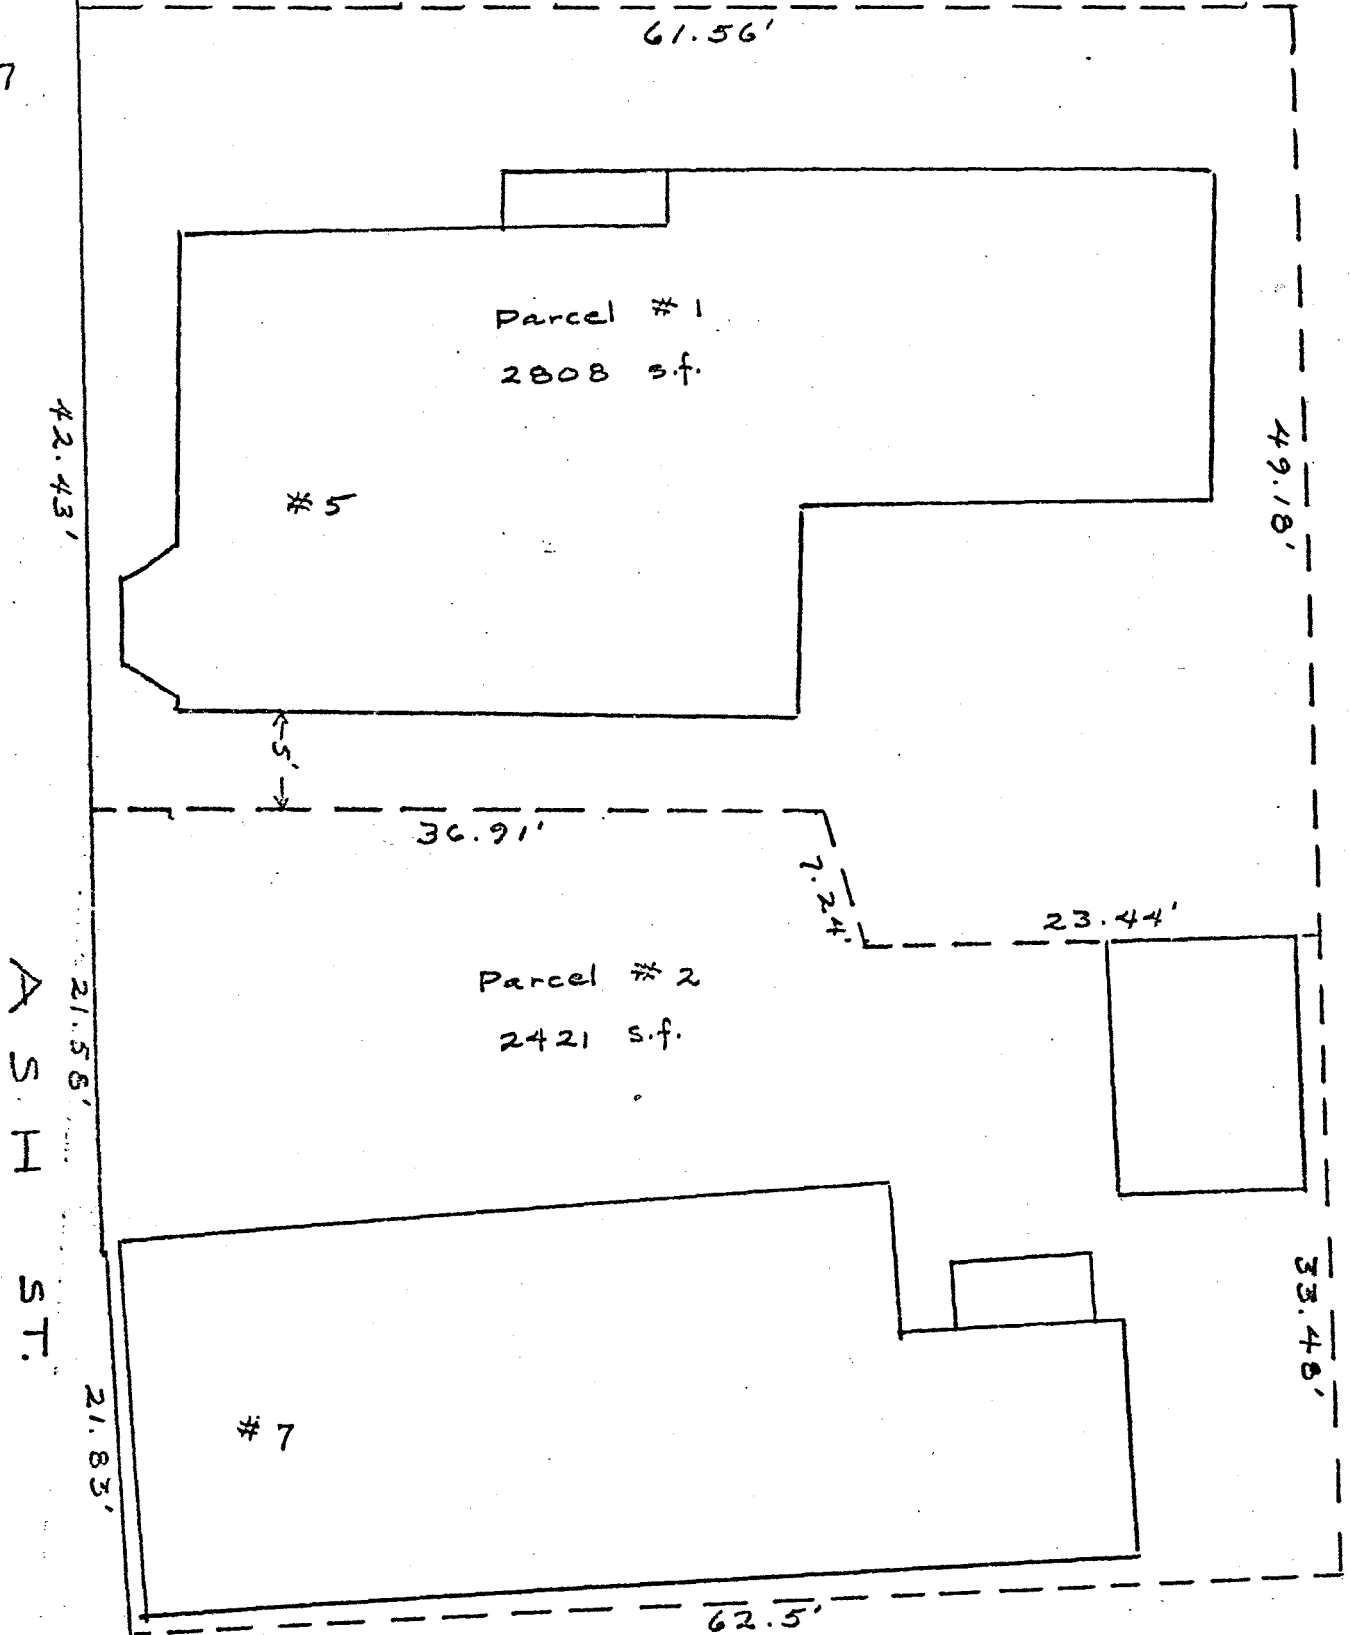 61.56'
7
Parcel # 1
2808 s.f.
42.43'
49.18'
# 5
5'
36.91'
7.24'
23.44'
Parcel # 2
2421 s.f.
21.58'
ASH ST.
33.48'
# 7
21.83'
62.5'